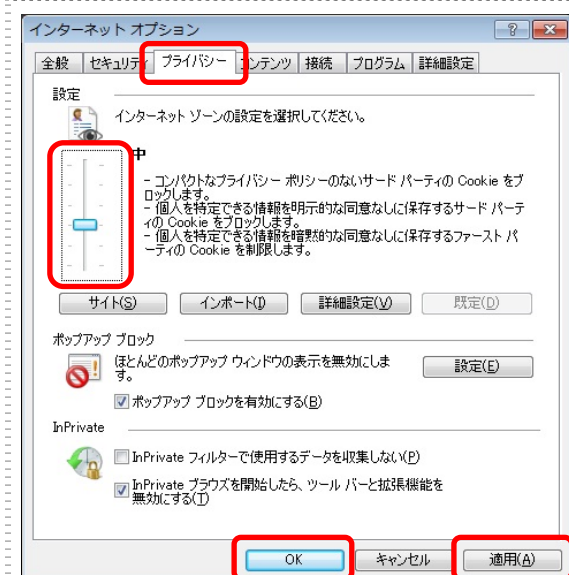 インターネット オプション
全般 セキュリティ プライバシー コンテンツ 接続 プログラム 詳細設定
設定
インターネット ゾーンの設定を選択してください。
中
- コンパクトなプライバシー ポリシーのないサード パーティの Cookie をブ
ロックします。
- 個人を特定できる情報を明示的な同意なしに保存するサード パーテ
ィの Cookie をブロックします。
- 個人を特定できる情報を暗黙的な同意なしに保存するファースト パ
ーティの Cookie を制限します。
サイト(S) インポート(I) 詳細設定(V) 既定(D)
ポップアップ ブロック
ほとんどのポップアップ ウィンドウの表示を無効にしま
す。
設定(E)
ポップアップ ブロックを有効にする(B)
InPrivate
InPrivate フィルターで使用するデータを収集しない(P)
InPrivate ブラウズを開始したら、ツール バーと拡張機能を
無効にする(T)
OK キャンセル 適用(A)